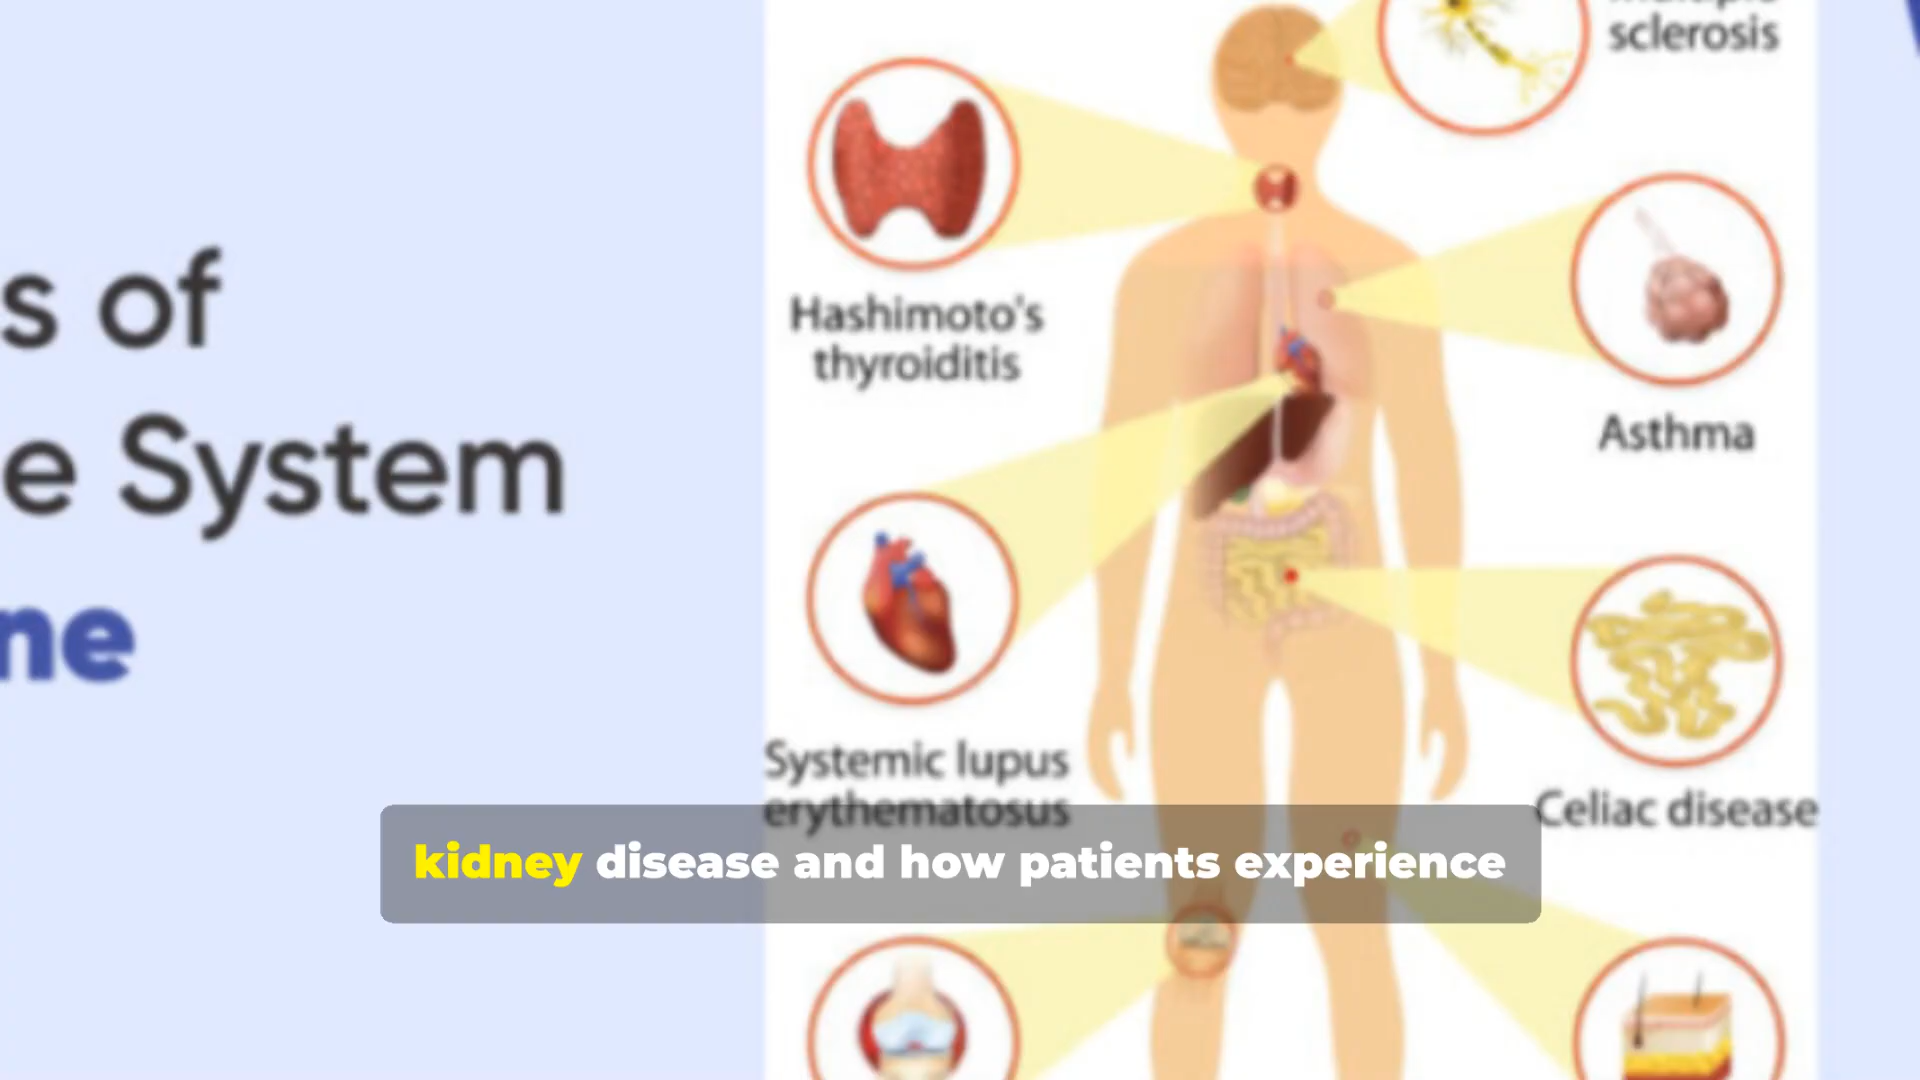 s of
e System
ne
sclerosis
Hashimoto's
thyroiditis
Asthma
Systemic lupus
erythematosus
Celiac disease
kidney disease and how patients experience